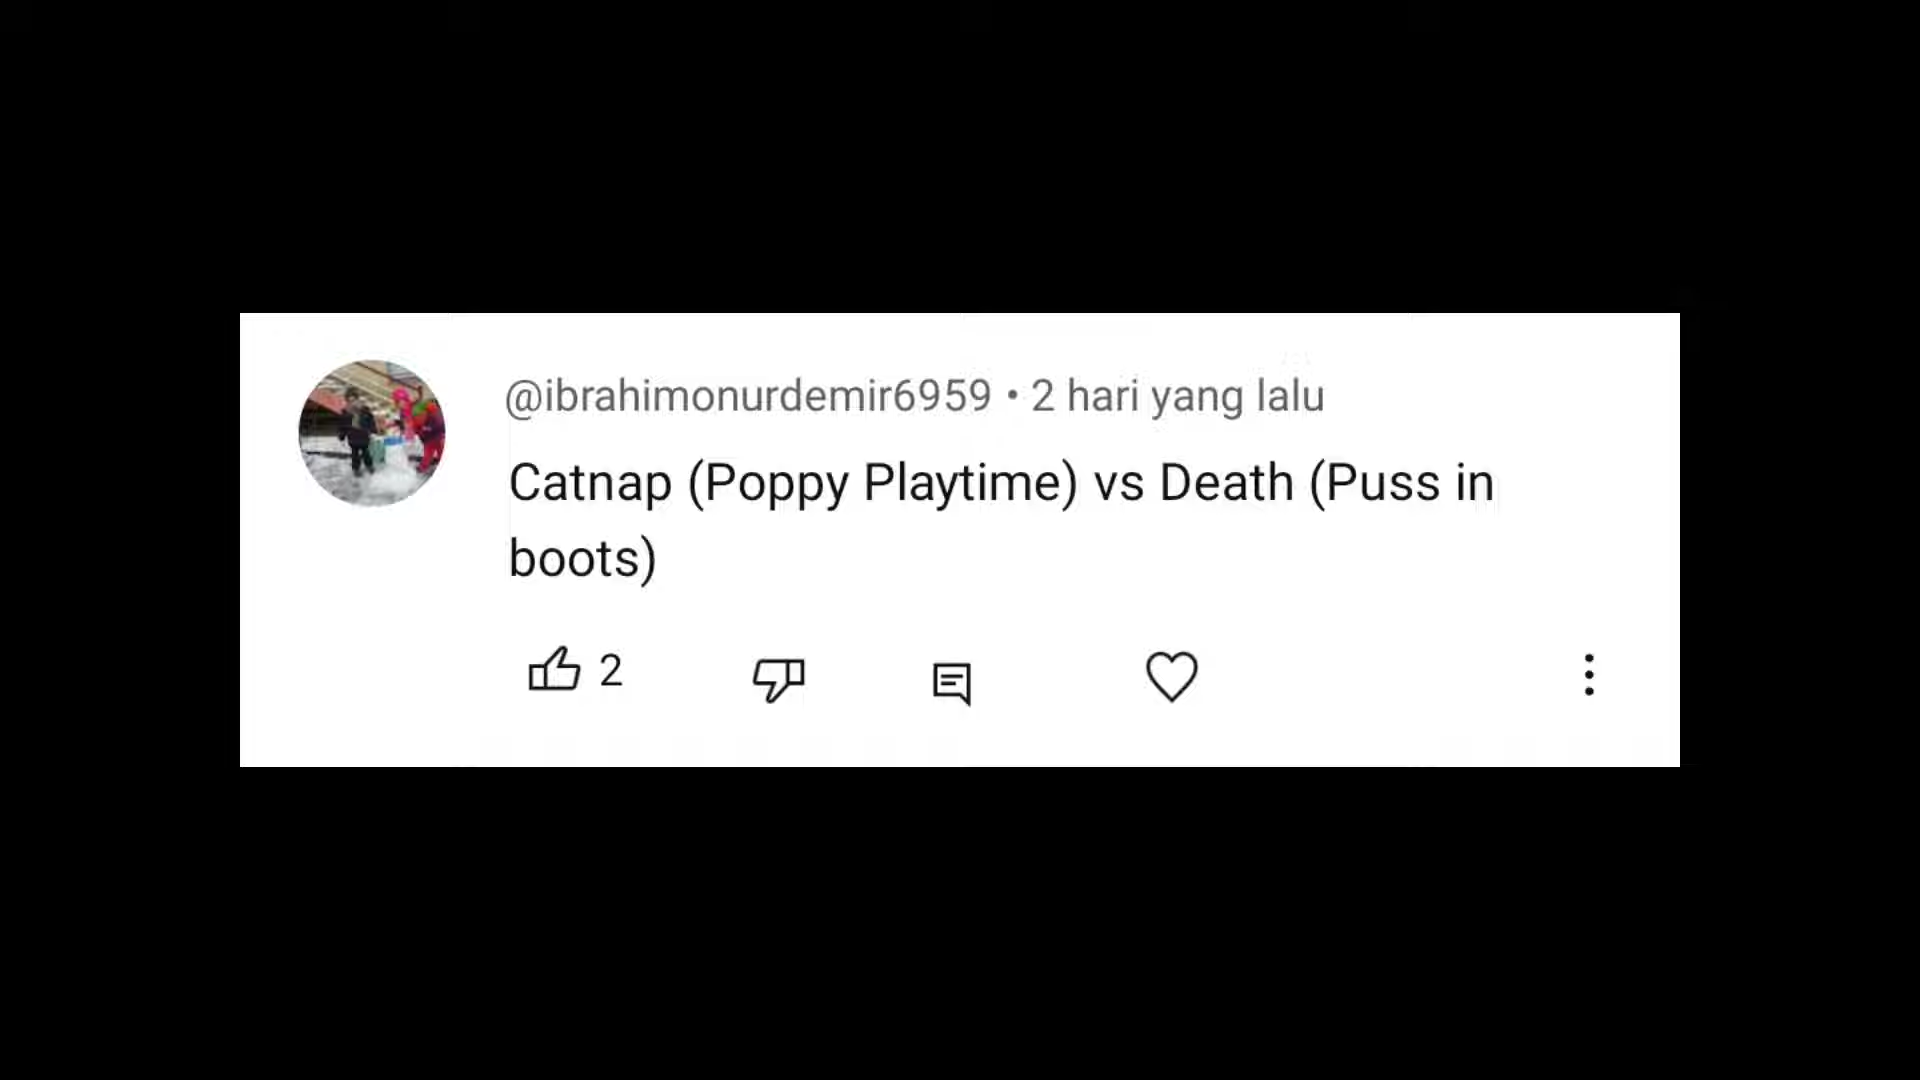 @ibrahimonurdemir6959 • 2 hari yang lalu
Catnap (Poppy Playtime) vs Death (Puss in
boots)
2